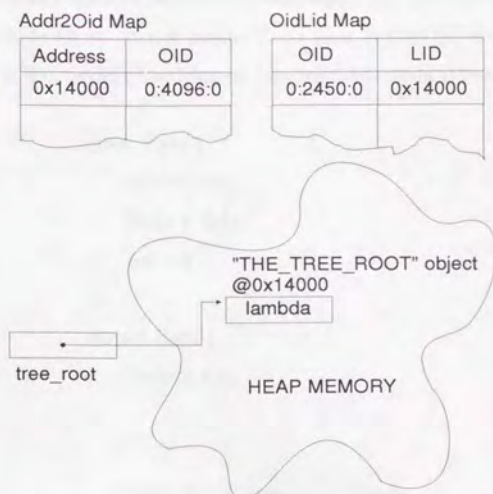 Addr2Oid Map
OidLid Map
Address OID
OID LID
0x14000 0:4096:0
0:2450:0 0x14000
"THE_TREE_ROOT" object
@0x14000
lambda
tree_root
HEAP MEMORY